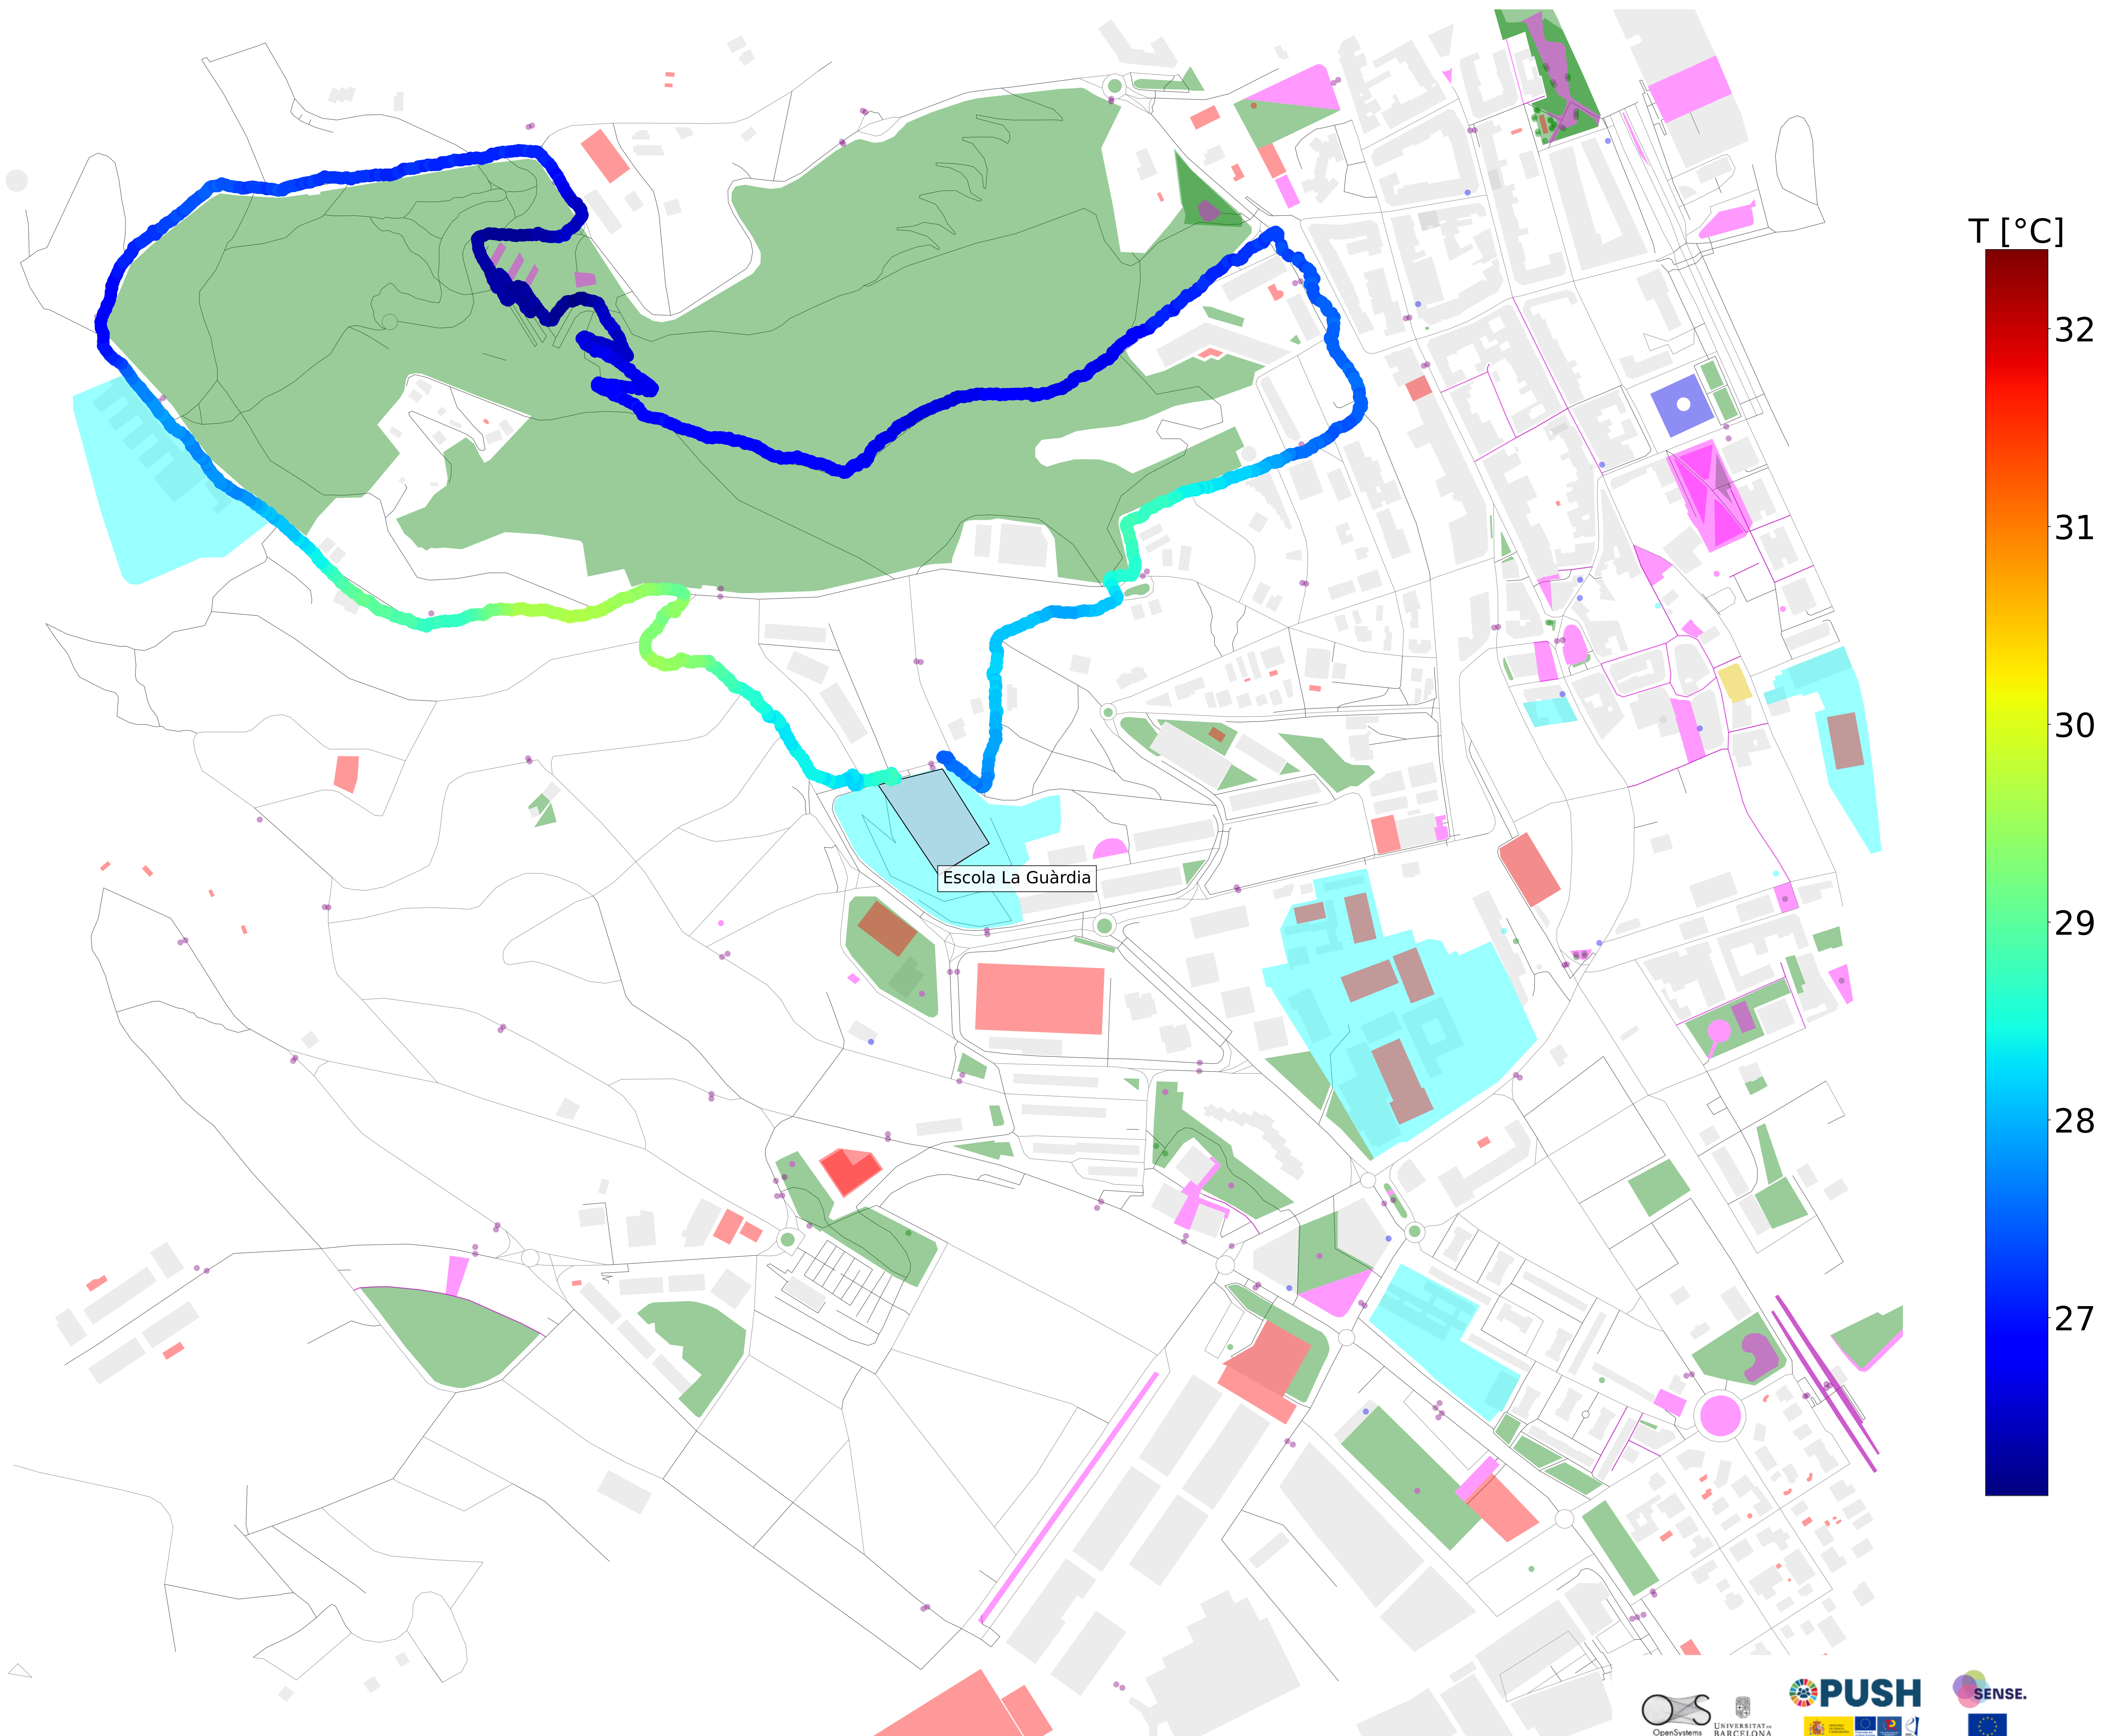 T [°C]
32
31
30
29
28
27
Escola La Guàrdia
PUSH
SENSE.
OpenSystems
UNIVERSITAT DE
BARCELONA